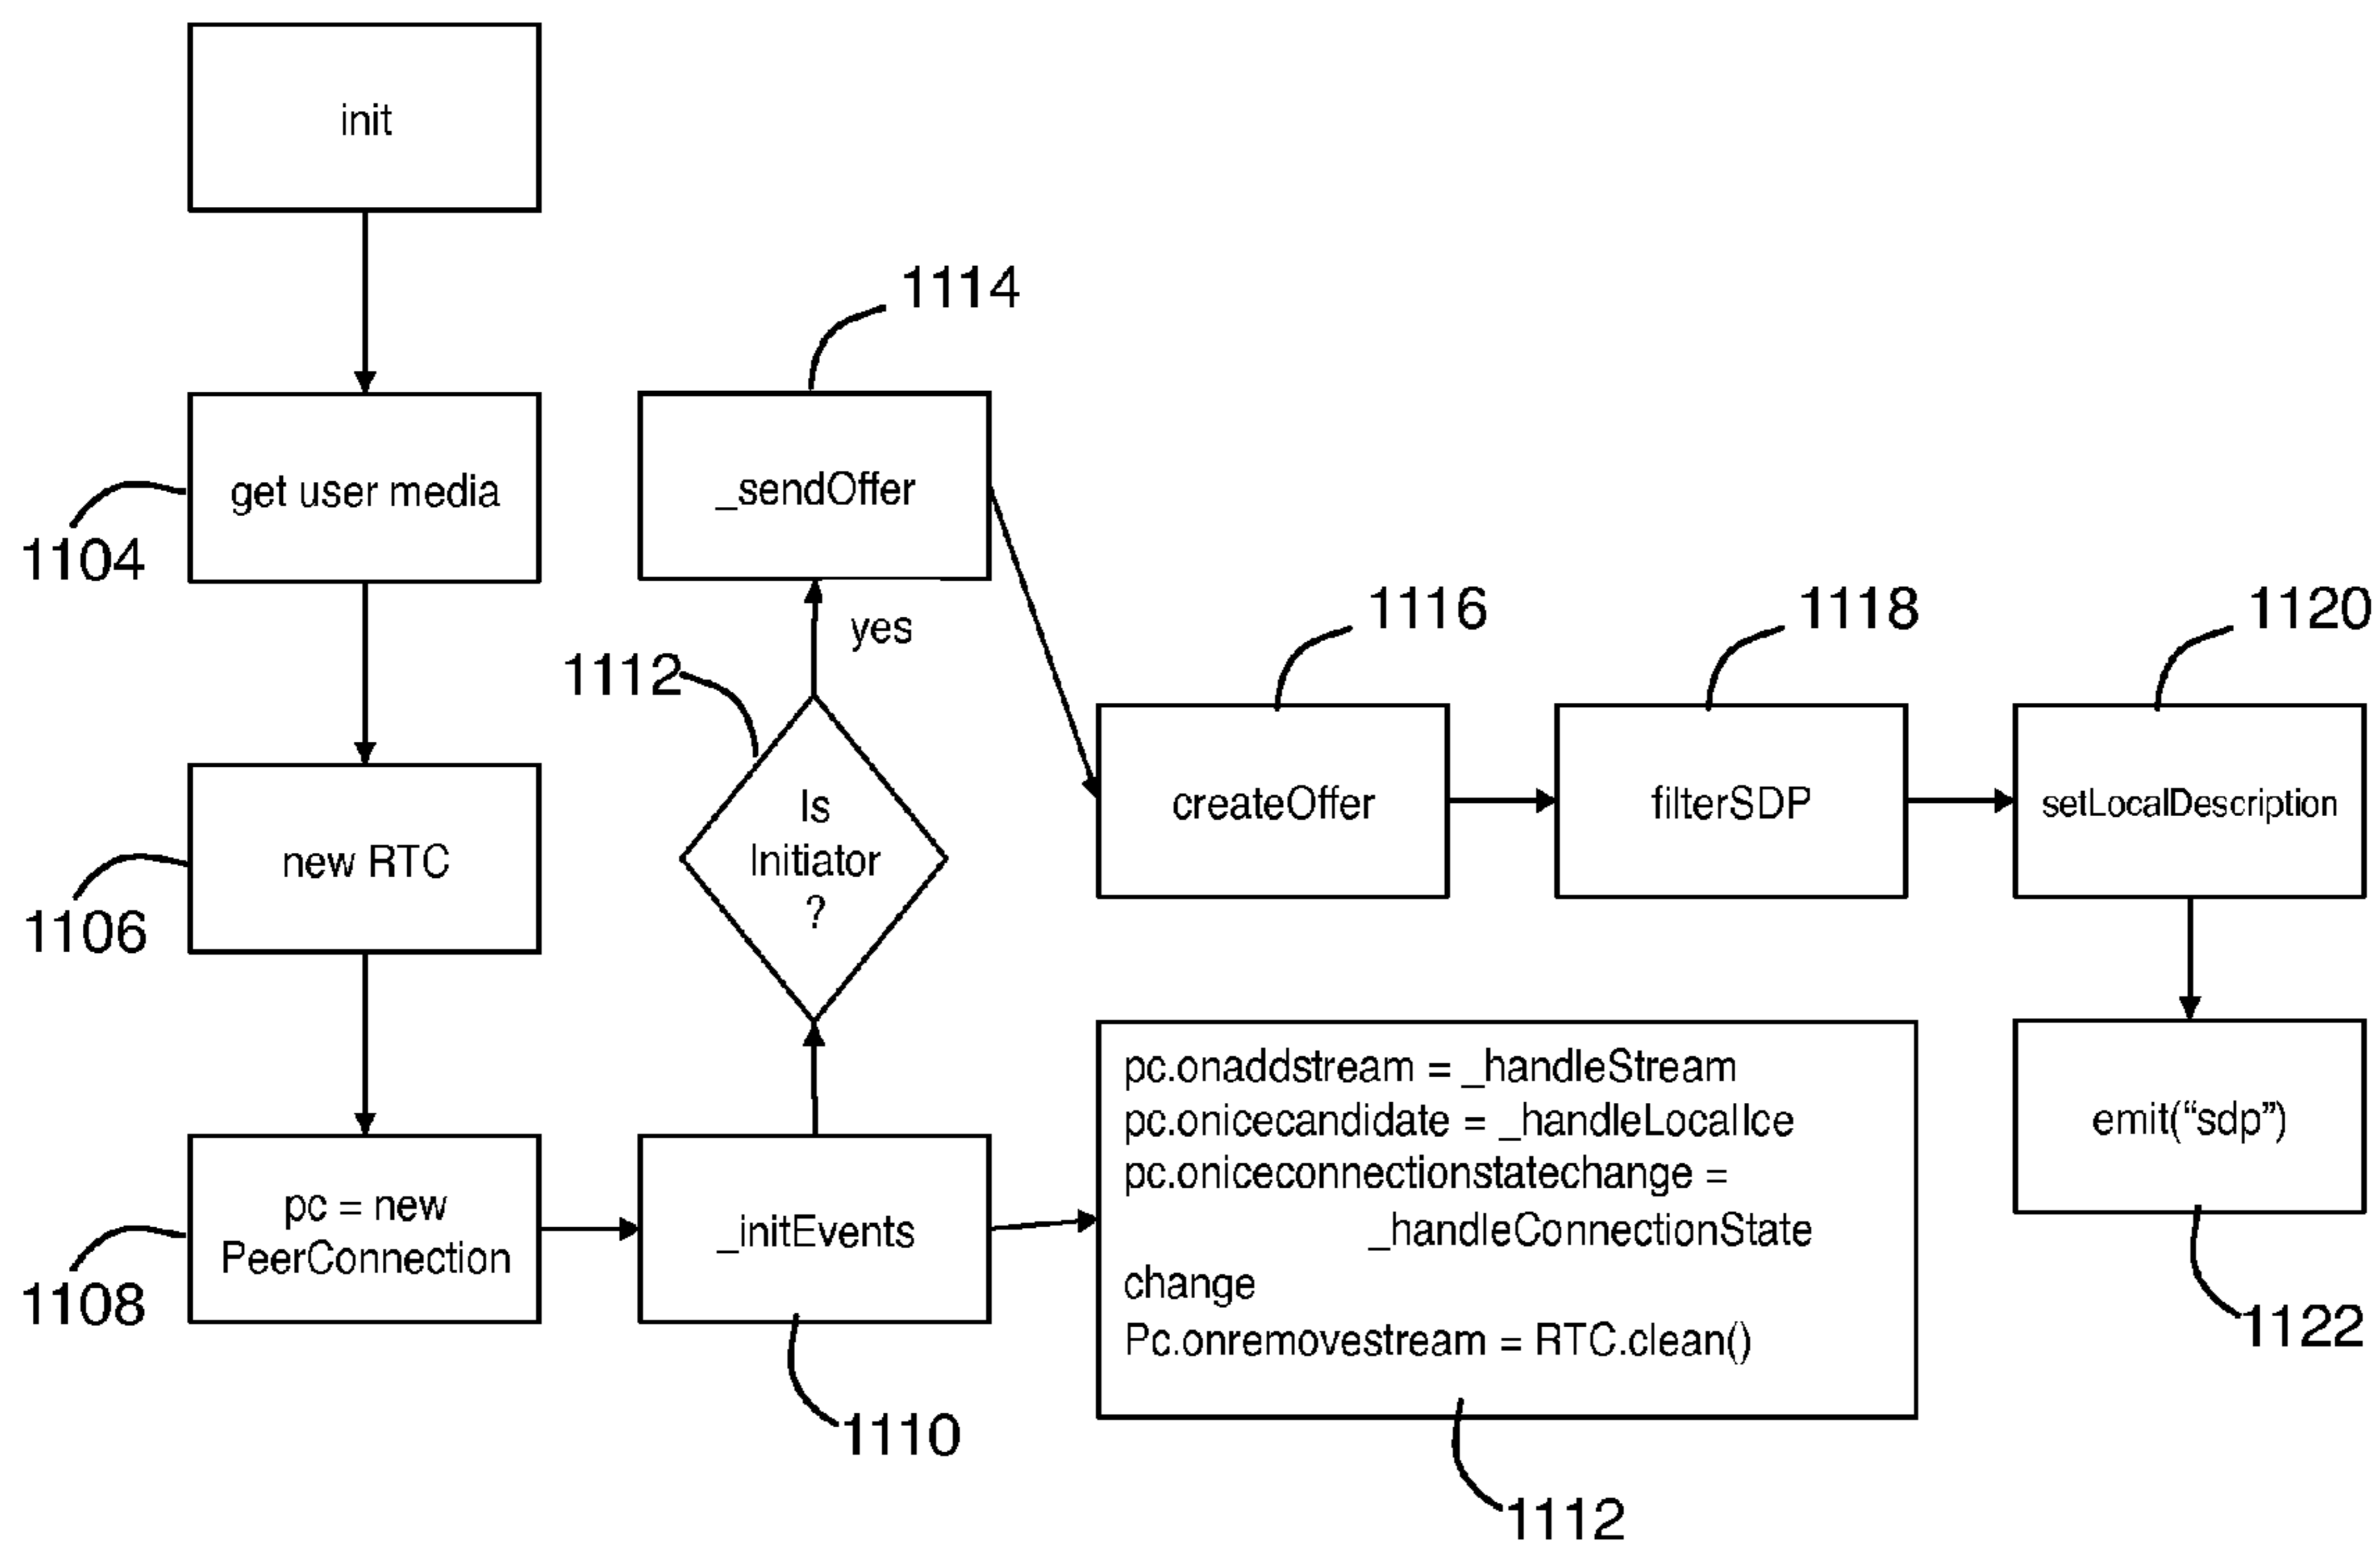 init
1114
get user media
_sendOffer
1104
yes
1116
1118
1120
1112
Is
Initiator
?
createOffer
filterSDP
setLocalDescription
new RTC
1106
pc.onaddstream = _handleStream
pc.onicecandidate = _handleLocalIce
pc.oniceconnectionstatechange =
_handleConnectionState
change
Pc.onremovestream = RTC.clean()
emit(“sdp”)
pc = new
PeerConnection
_initEvents
1108
1122
1110
1112